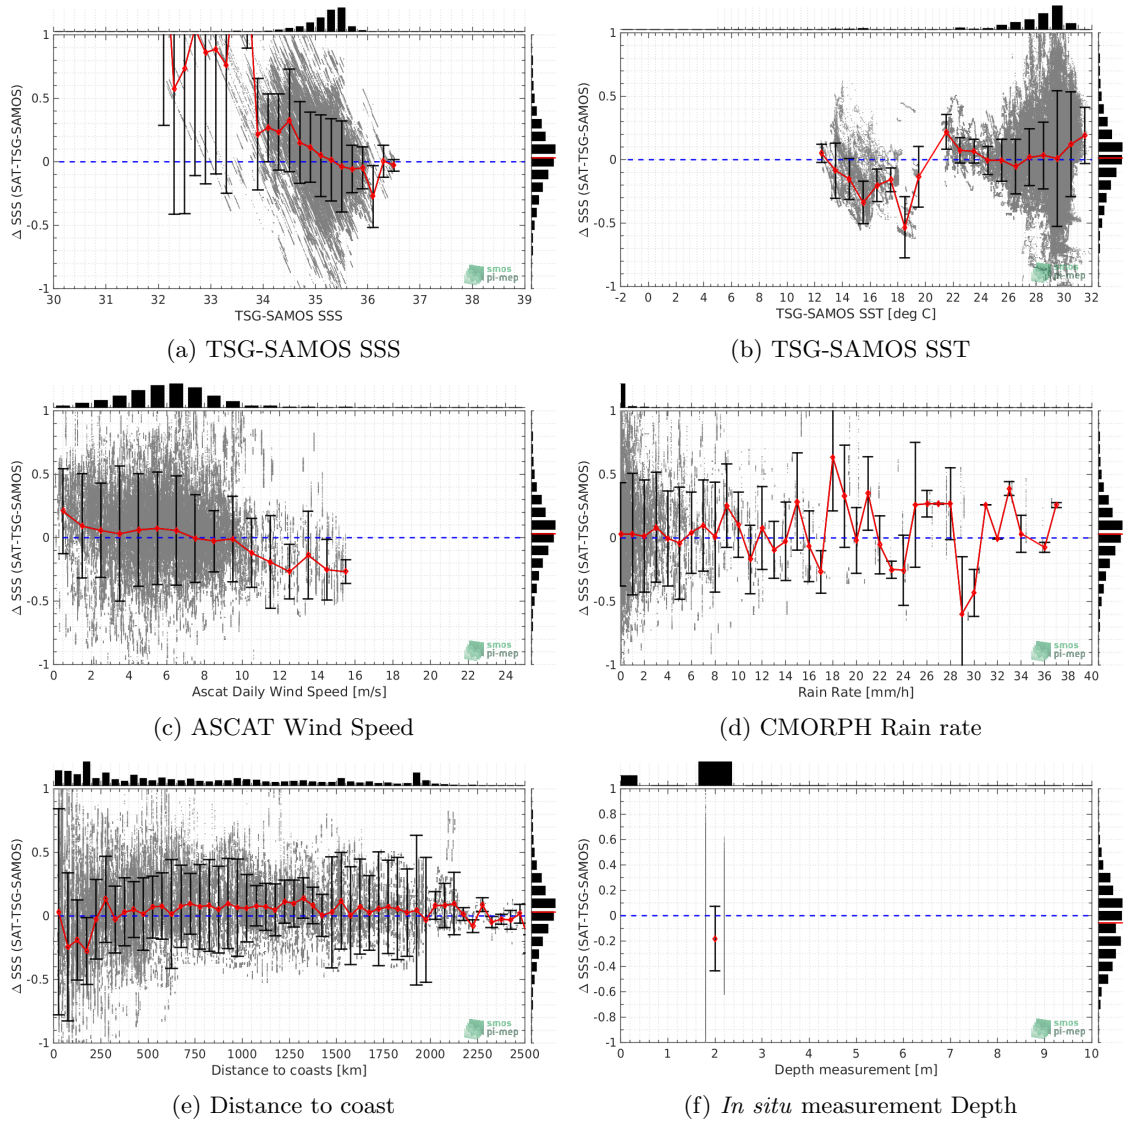 1
0.5
0
-0.5
-1
Δ SSS (SAT-TSG-SAMOS)
30 31 32 33 34 35 36 37 38 39
TSG-SAMOS SSS
smos
pi-mep
(a) TSG-SAMOS SSS
1
0.5
0
-0.5
-1
Δ SSS (SAT-TSG-SAMOS)
-2 0 2 4 6 8 10 12 14 16 18 20 22 24 26 28 30 32
TSG-SAMOS SST [deg C]
smos
pi-mep
(b) TSG-SAMOS SST
1
0.5
0
-0.5
-1
Δ SSS (SAT-TSG-SAMOS)
0 2 4 6 8 10 12 14 16 18 20 22 24
Ascat Daily Wind Speed [m/s]
smos
pi-mep
(c) ASCAT Wind Speed
1
0.5
0
-0.5
-1
Δ SSS (SAT-TSG-SAMOS)
0 2 4 6 8 10 12 14 16 18 20 22 24 26 28 30 32 34 36 38 40
Rain Rate [mm/h]
smos
pi-mep
(d) CMORPH Rain rate
1
0.5
0
-0.5
-1
Δ SSS (SAT-TSG-SAMOS)
0 250 500 750 1000 1250 1500 1750 2000 2250 2500
Distance to coasts [km]
smos
pi-mep
(e) Distance to coast
1
0.8
0.6
0.4
0.2
0
-0.2
-0.4
-0.6
-0.8
-1
Δ SSS (SAT-TSG-SAMOS)
0 1 2 3 4 5 6 7 8 9 10
Depth measurement [m]
smos
pi-mep
(f) In situ measurement Depth